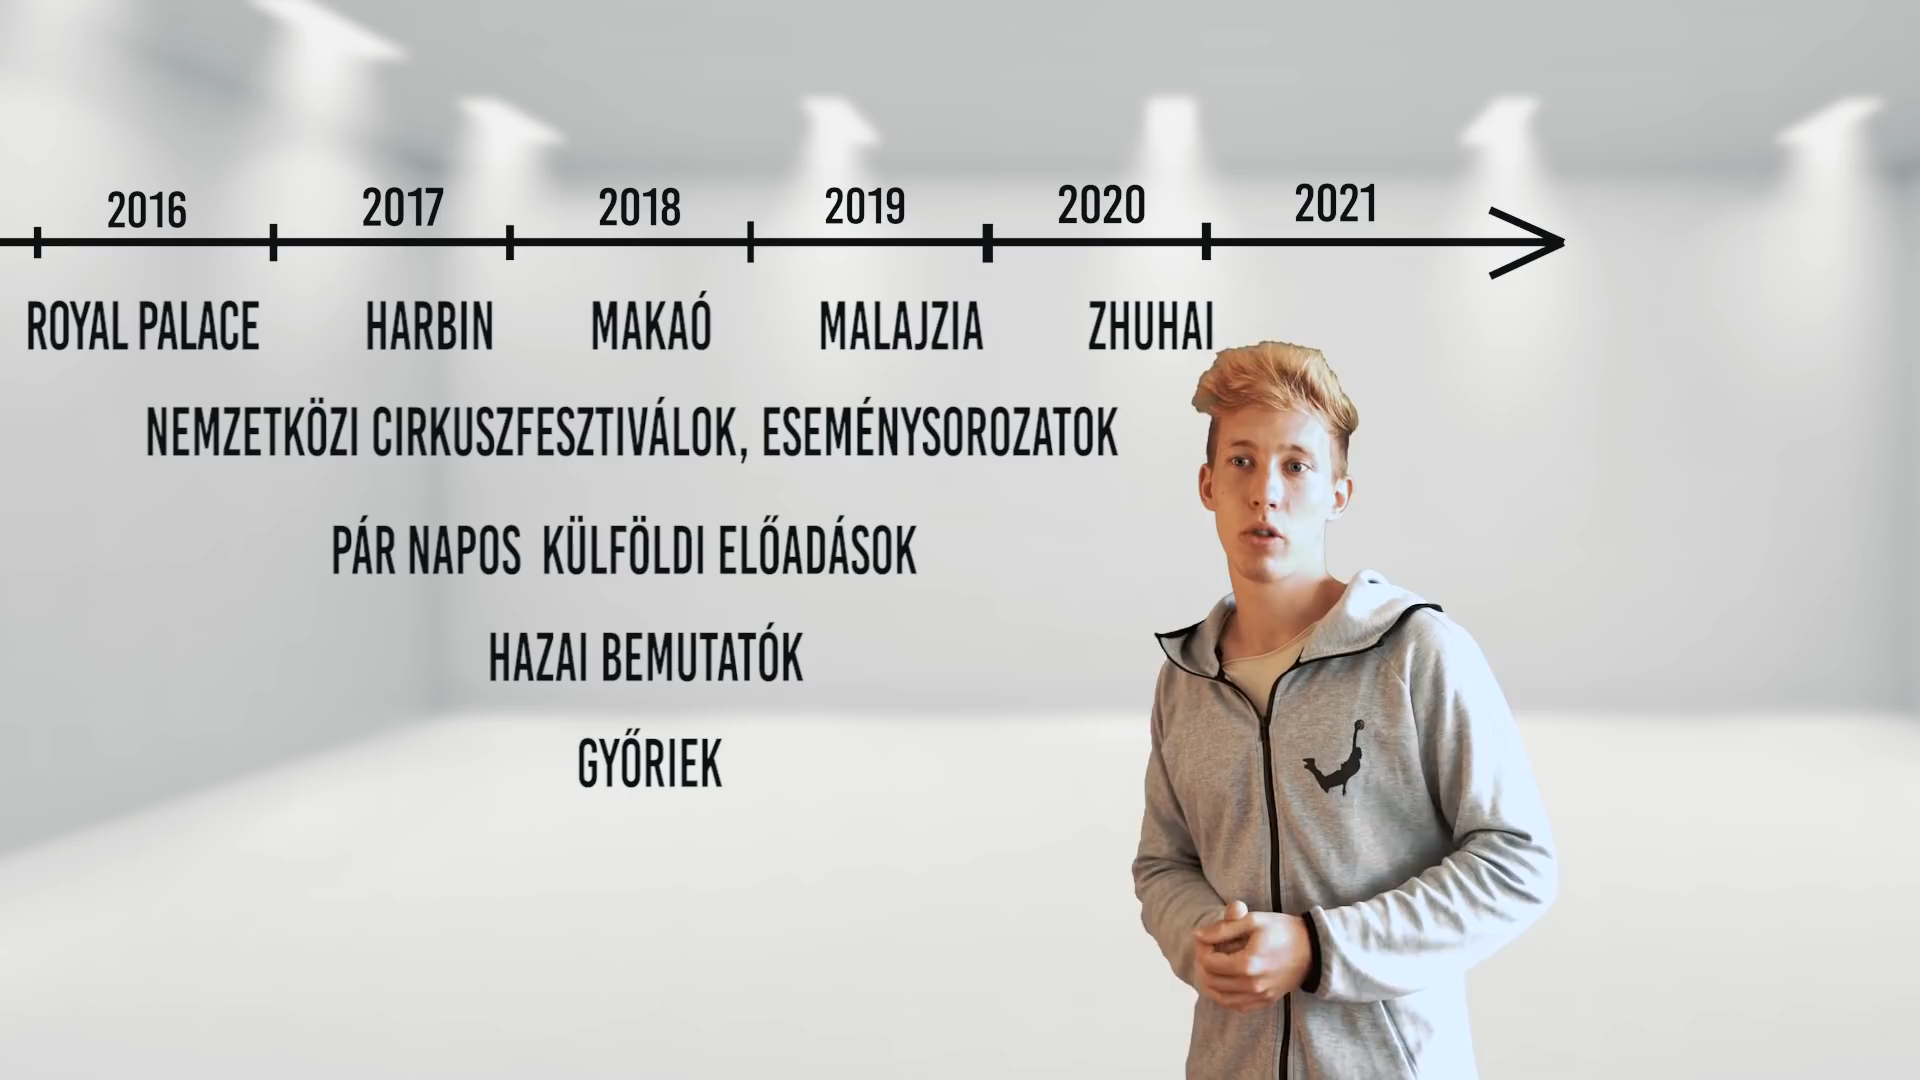 2016 2017 2018 2019 2020 2021
ROYAL PALACE HARBIN MAKAÓ MALAJZIA ZHUHAI
NEMZETKÖZI CIRKUSZFESZTIVÁLOK, ESEMÉNYSOROZATOK
PÁR NAPOS KÜLFÖLDI ELŐADÁSOK
HAZAI BEMUTATÓK
GYŐRIEK